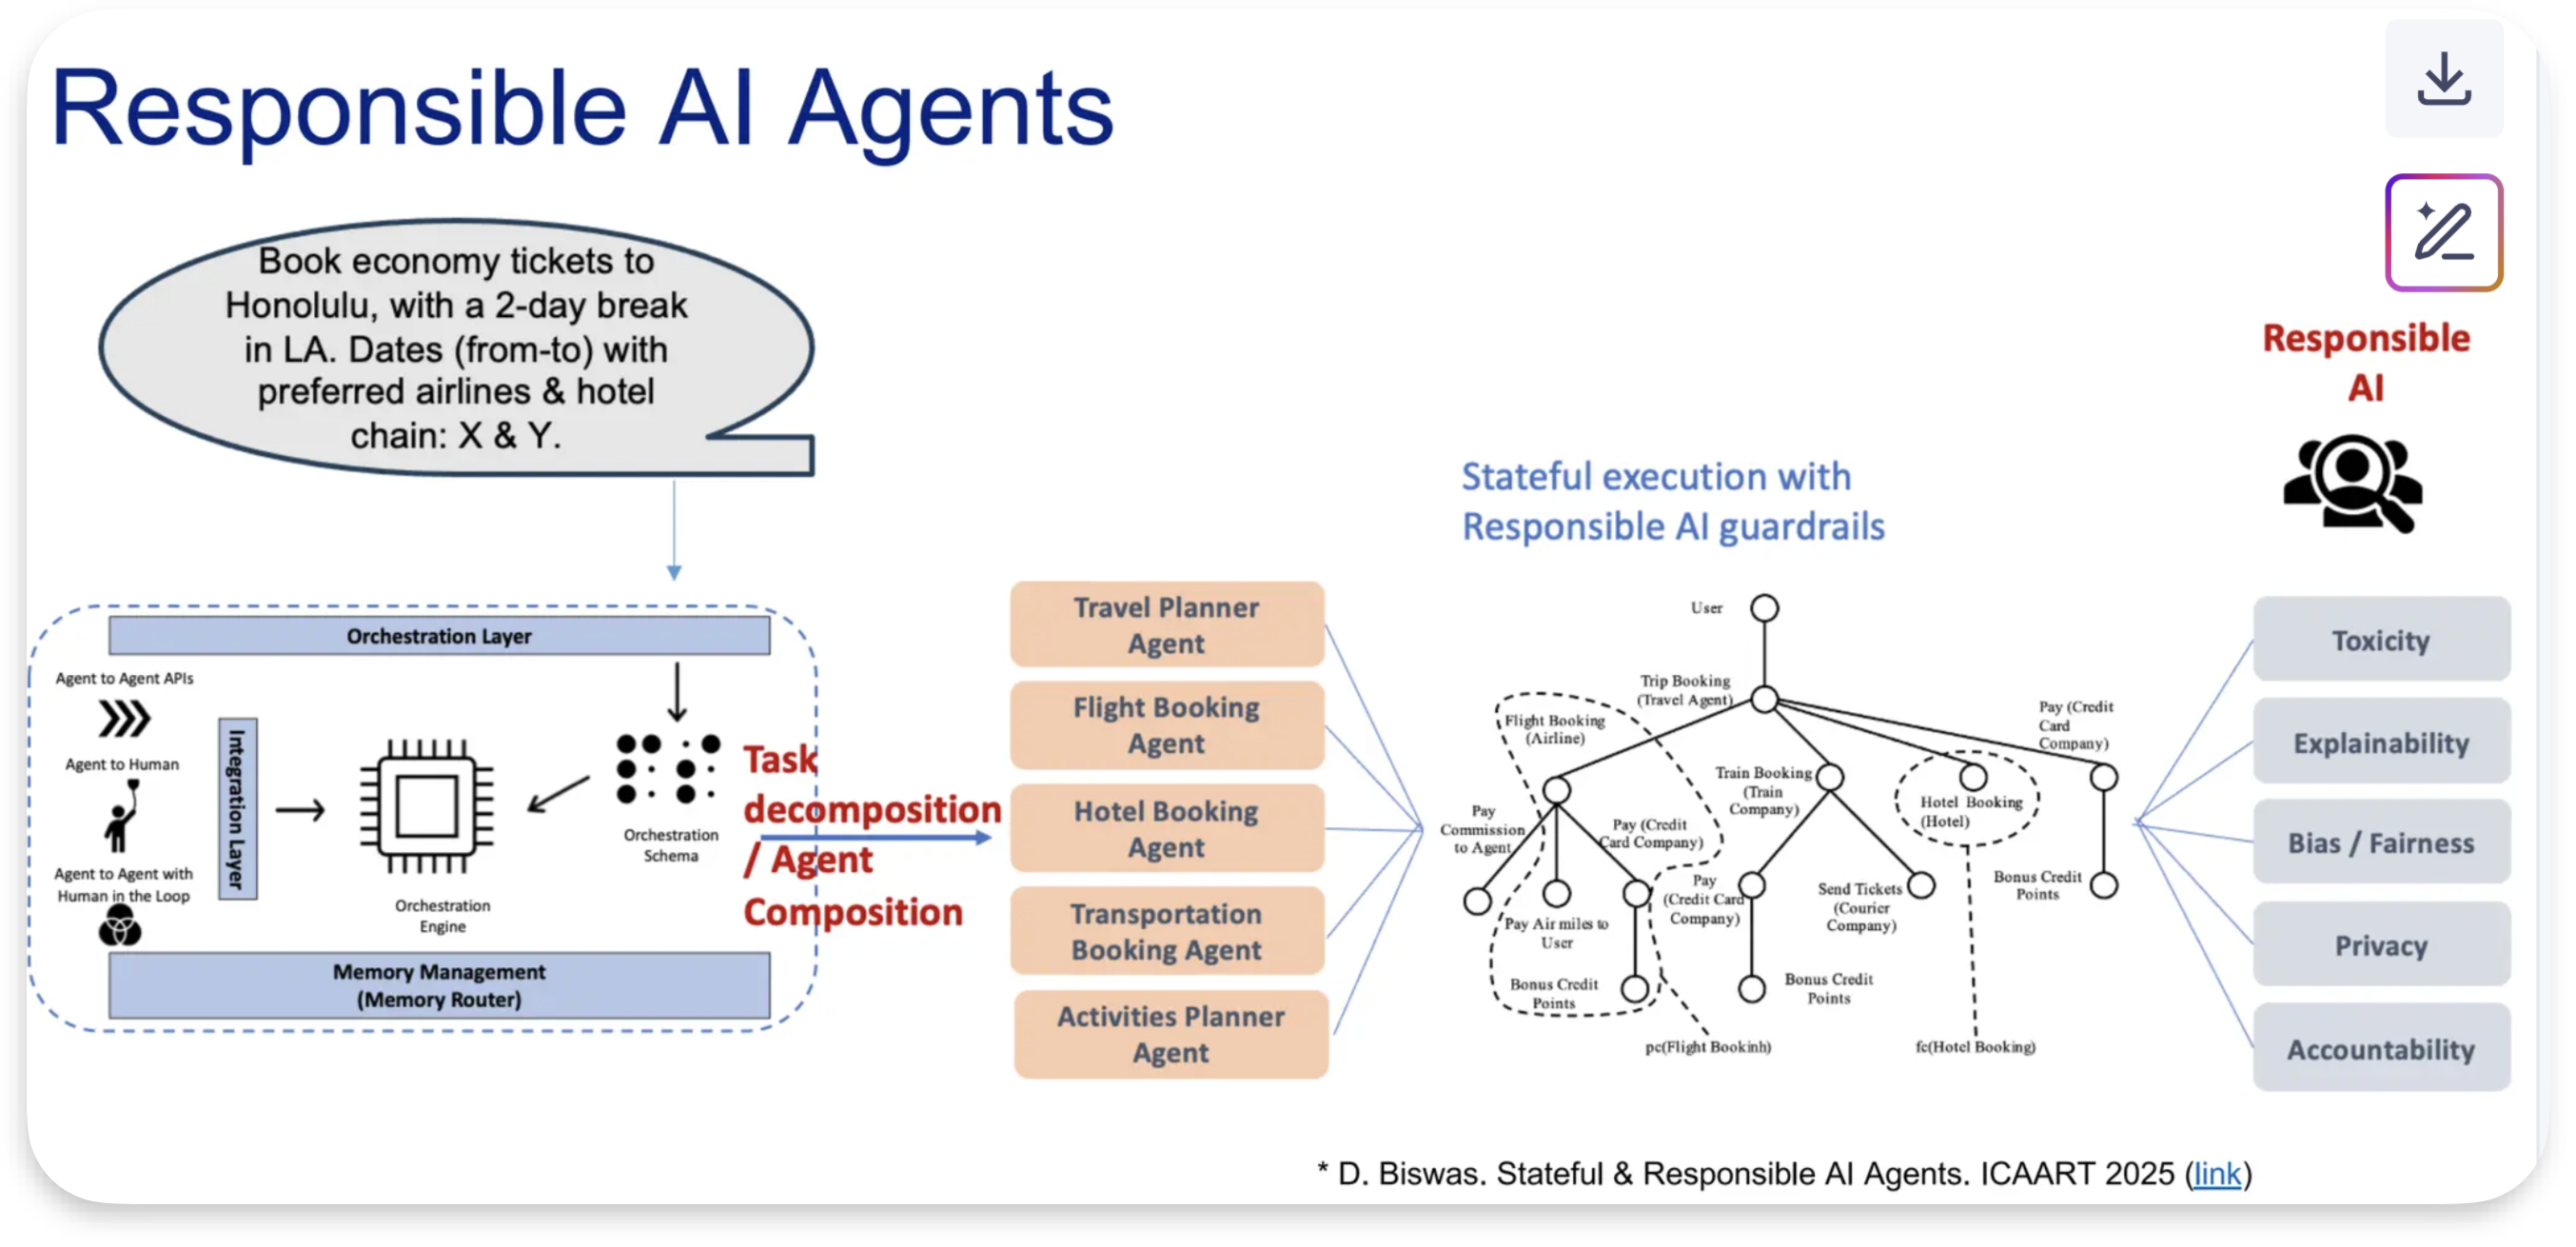 Responsible AI Agents
Book economy tickets to
Honolulu, with a 2-day break
in LA. Dates (from-to) with
preferred airlines & hotel
chain: X & Y.
Orchestration Layer
Agent to Agent APIs
Agent to Human
Agent to Agent with
Human in the Loop
Integration Layer
Orchestration
Engine
Orchestration
Schema
Memory Management
(Memory Router)
Task
decomposition
/ Agent
Composition
Travel Planner
Agent
Flight Booking
Agent
Hotel Booking
Agent
Transportation
Booking Agent
Activities Planner
Agent
Stateful execution with
Responsible AI guardrails
User
Trip Booking
(Travel Agent)
Flight Booking
(Airline)
Pay
Commission
to Agent
Pay Air miles to
User
Pay (Credit
Card Company)
Bonus Credit
Points
Train Booking
(Train
Company)
Pay
(Credit Card
Company)
Bonus Credit
Points
Send Tickets
(Courier
Company)
Hotel Booking
(Hotel)
Pay (Credit
Card
Company)
Bonus Credit
Points
pc(Flight Bookinh)
fc(Hotel Booking)
Responsible
AI
Toxicity
Explainability
Bias / Fairness
Privacy
Accountability
* D. Biswas. Stateful & Responsible AI Agents. ICAART 2025 (link)